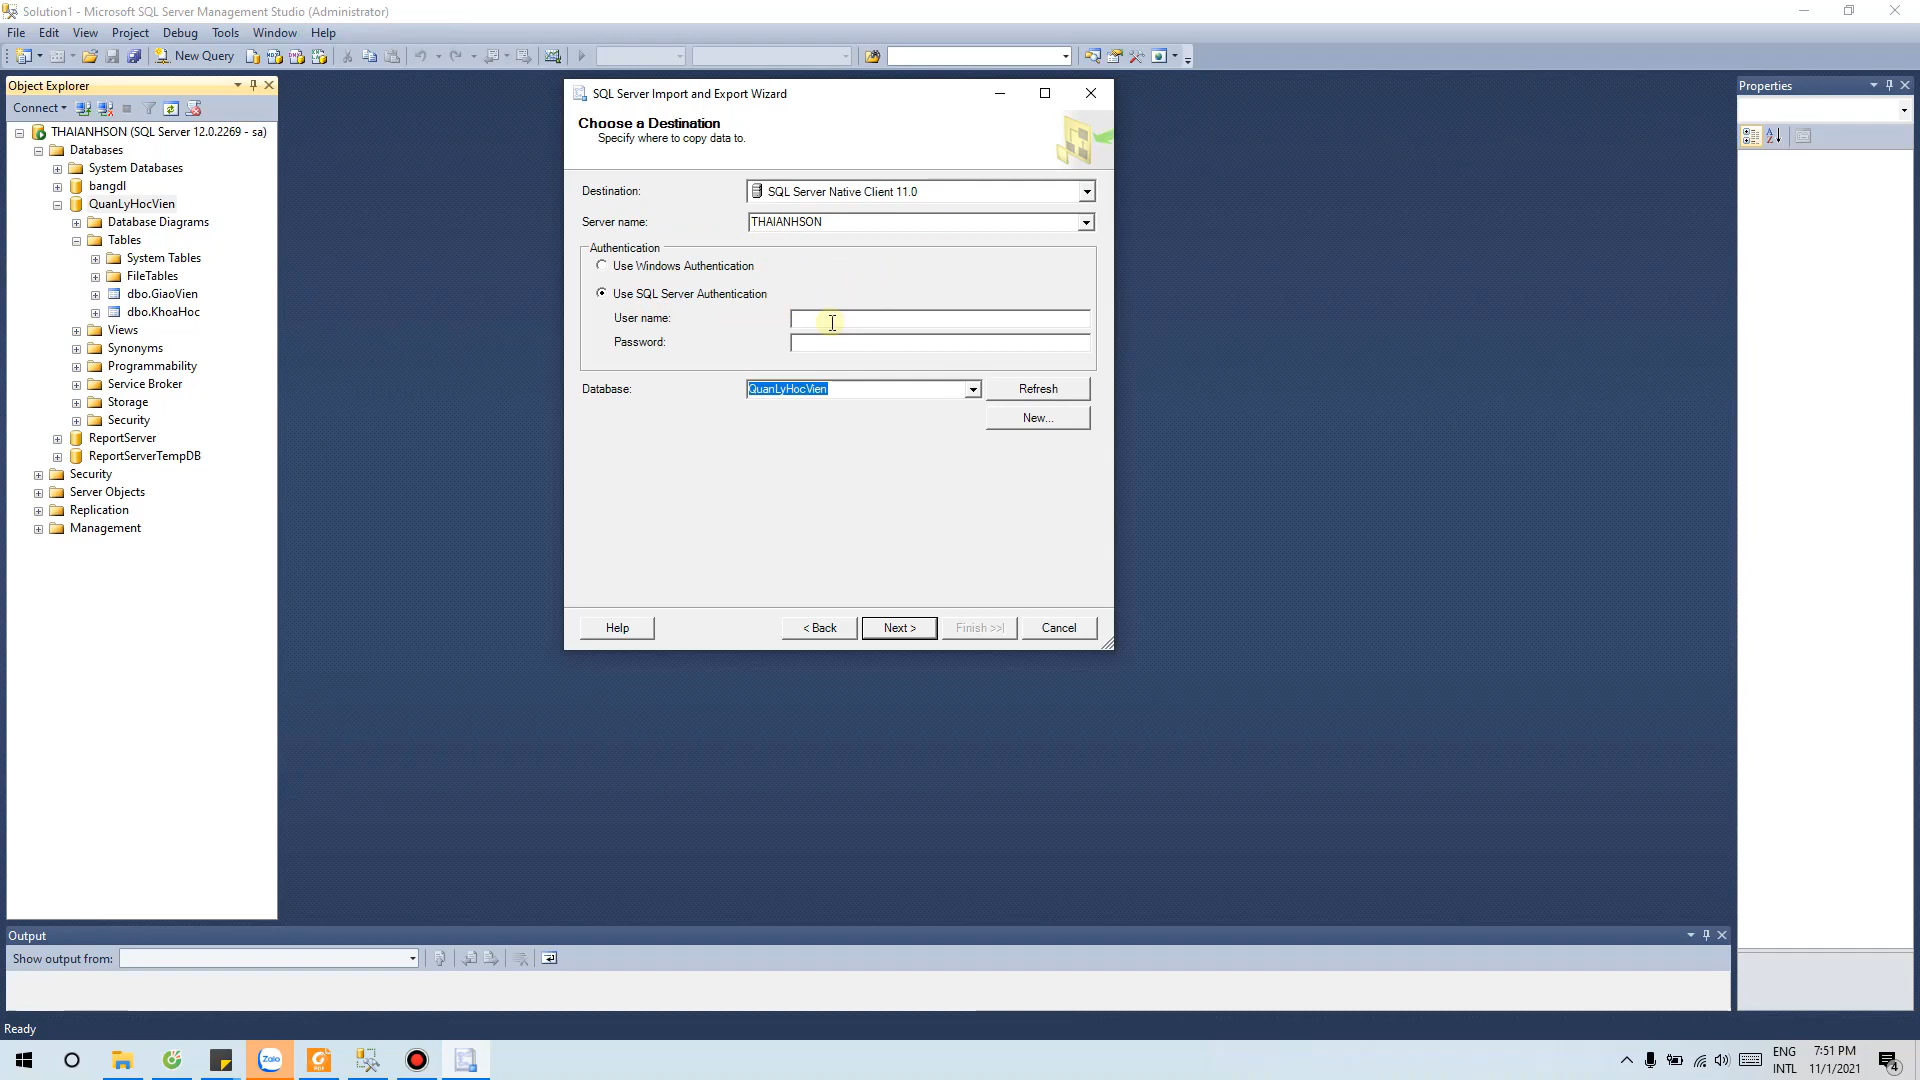 Solution1 - Microsoft SQL Server Management Studio (Administrator)
File Edit View Project Debug Tools Window Help
New Query
Object Explorer
Connect
THAIANHSON (SQL Server 12.0.2269 - sa)
Databases
System Databases
bangdl
QuanLyHocVien
Database Diagrams
Tables
System Tables
FileTables
dbo.GiaoVien
dbo.KhoaHoc
Views
Synonyms
Programmability
Service Broker
Storage
Security
ReportServer
ReportServerTempDB
Security
Server Objects
Replication
Management
SQL Server Import and Export Wizard
Choose a Destination
Specify where to copy data to.
Destination: SQL Server Native Client 11.0
Server name: THAIANHSON
Authentication
Use Windows Authentication
Use SQL Server Authentication
User name:
Password:
Database: QuanLyHocVien Refresh
New...
Help < Back Next > Finish >>| Cancel
Properties
Output
Show output from:
Ready
Zalo
PDF
ENG 7:51 PM
INTL 11/1/2021
4